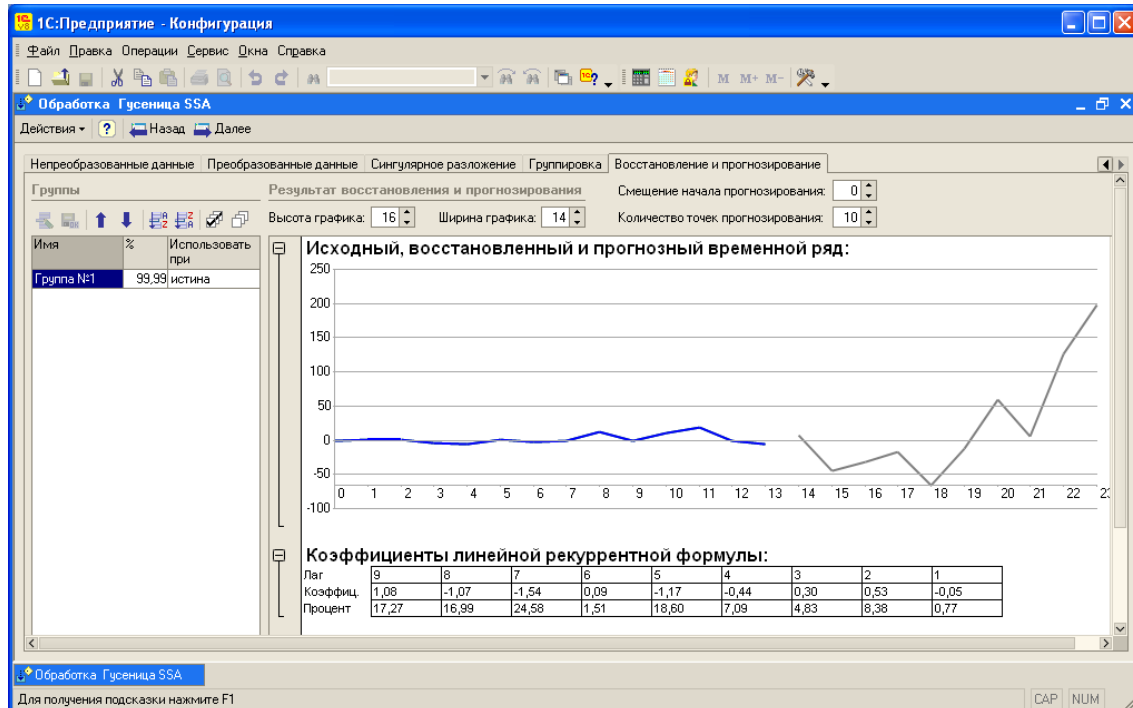 1С:Предприятие - Конфигурация
Файл Правка Операции Сервис Окна Справка
M M+ M-
Обработка Гусеница SSA
Действия ? Назад Далее
Непреобразованные данные Преобразованные данные Сингулярное разложение Группировка Восстановление и прогнозирование
Группы Результат восстановления и прогнозирования Смещение начала прогнозирования: 0
Высота графика: 16 Ширина графика: 14 Количество точек прогнозирования: 10
Имя % Использовать при
Группа №1 99,99 истина
Исходный, восстановленный и прогнозный временной ряд:
250
200
150
100
50
0
-50
0 1 2 3 4 5 6 7 8 9 10 11 12 13 14 15 16 17 18 19 20 21 22 23
-100
Коэффициенты линейной рекуррентной формулы:
Лаг 9 8 7 6 5 4 3 2 1
Коэффиц. 1,08 -1,07 -1,54 0,09 -1,17 -0,44 0,30 0,53 -0,05
Процент 17,27 16,99 24,58 1,51 18,60 7,09 4,83 8,38 0,77
Обработка Гусеница SSA
Для получения подсказки нажмите F1 CAP NUM